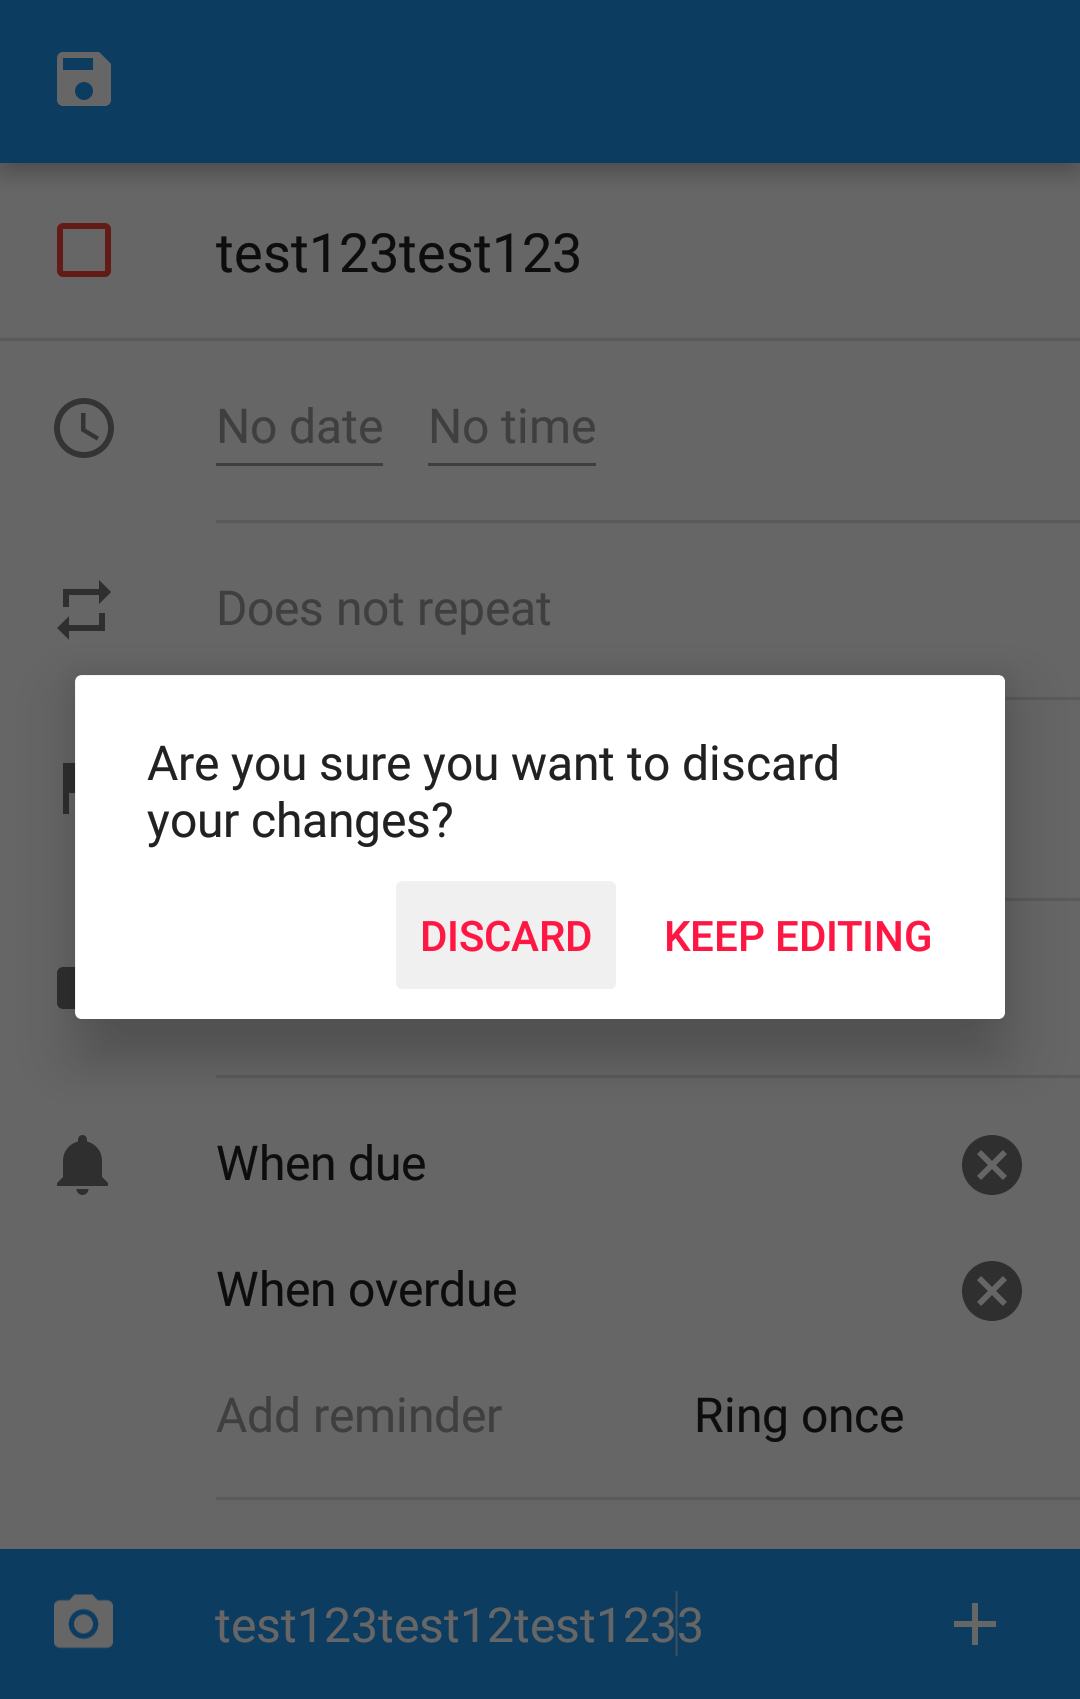 test123test123
No date No time
Does not repeat
Are you sure you want to discard
your changes?
DISCARD KEEP EDITING
When due
When overdue
Add reminder Ring once
test123test12test1233